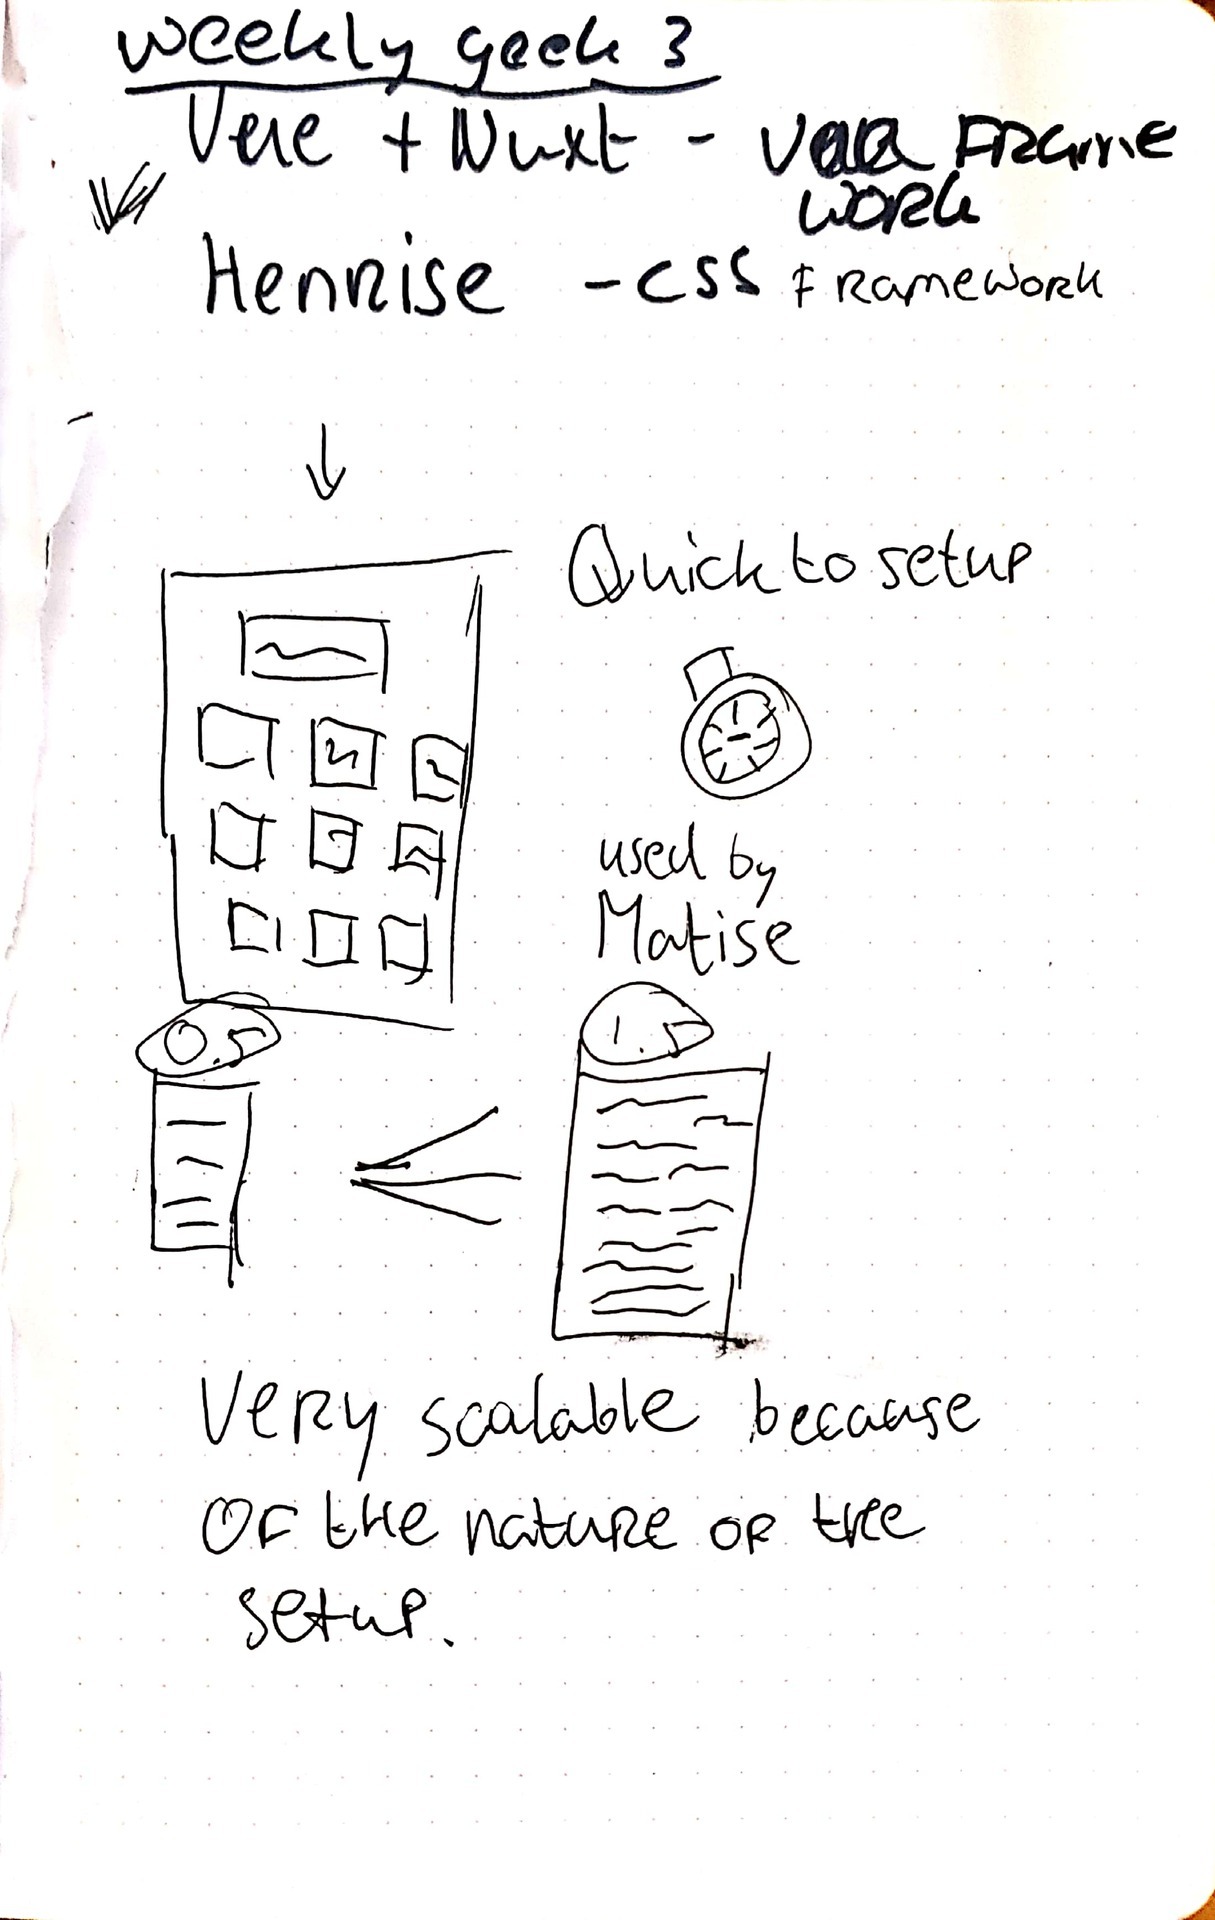 Weekly geek 3
Vue + Nuxt - FRame
WORK
Hennise - CSS FRameWORK
Quick to setup
used by
Matise
0.5
1.5
Very scalable because
OF tHe natuRe OF the
setup.